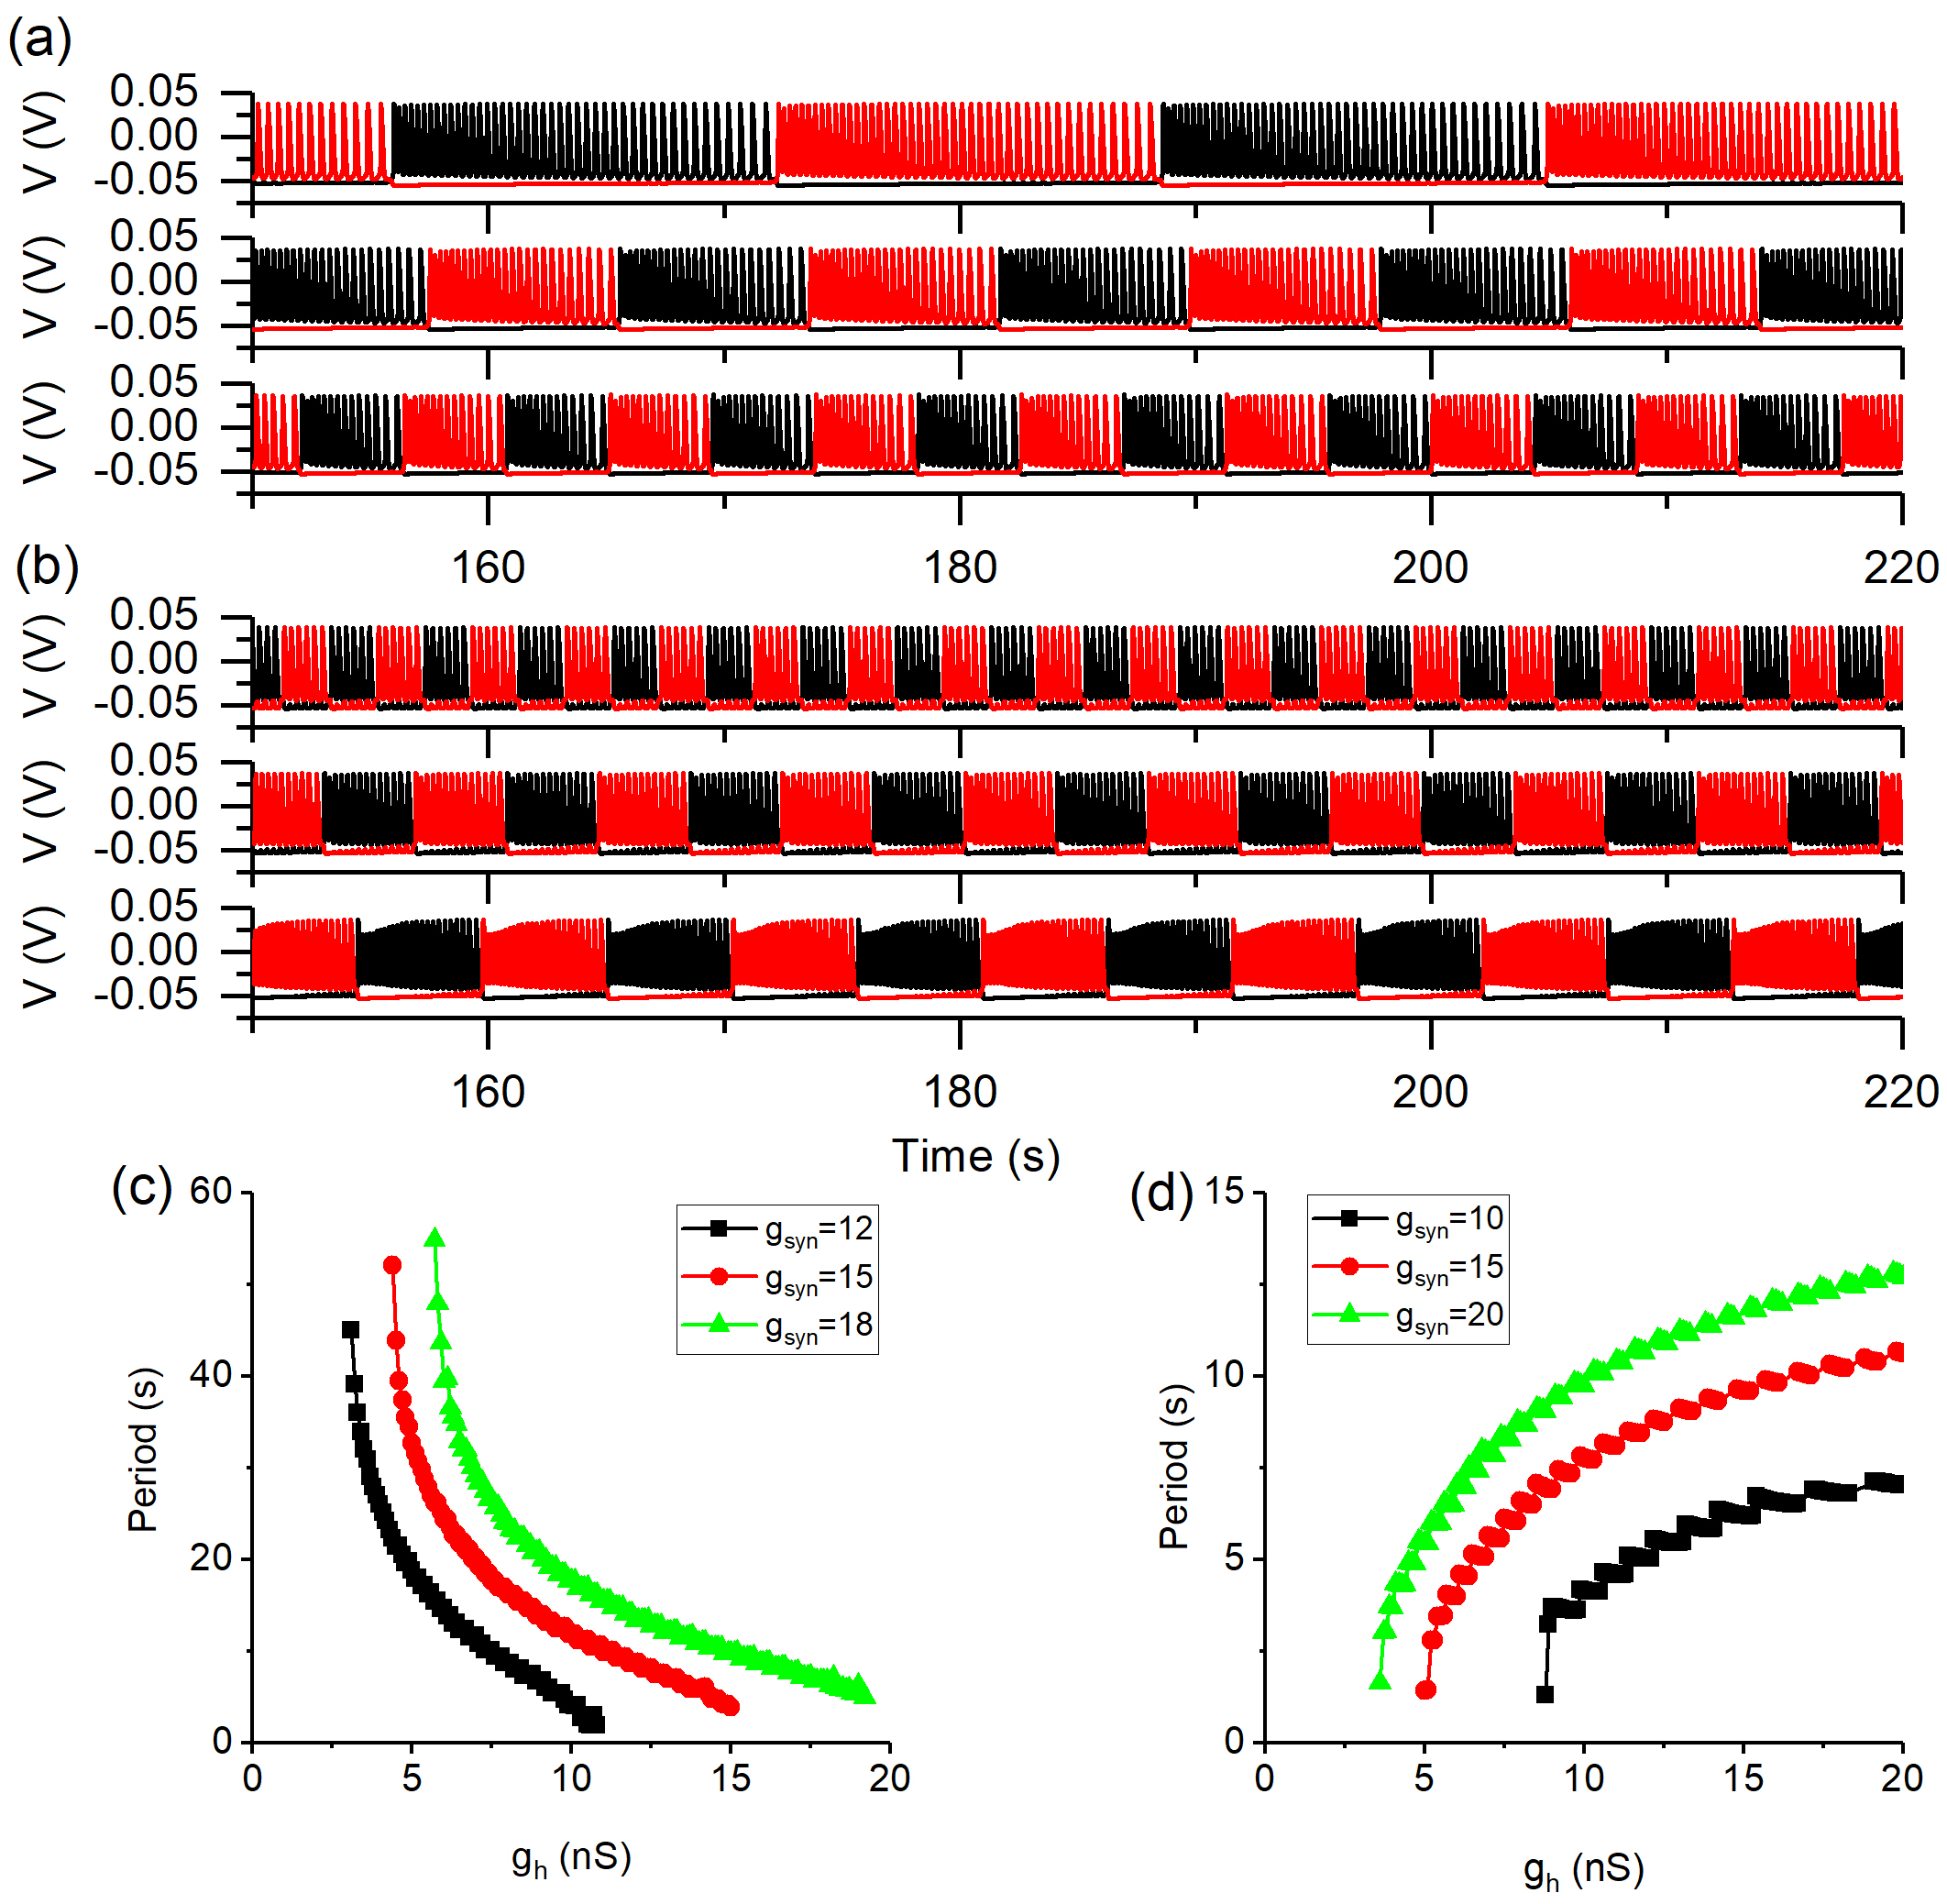 (a)
0.05
0.00
-0.05
V (V)
0.05
0.00
-0.05
V (V)
0.05
0.00
-0.05
V (V)
160 180 200 220
(b)
0.05
0.00
-0.05
V (V)
0.05
0.00
-0.05
V (V)
0.05
0.00
-0.05
V (V)
160 180 200 220
Time (s)
(c)
60
40
20
0
Period (s)
gsyn=12
gsyn=15
gsyn=18
0 5 10 15 20
gh (nS)
(d)
15
10
5
0
Period (s)
gsyn=10
gsyn=15
gsyn=20
0 5 10 15 20
gh (nS)